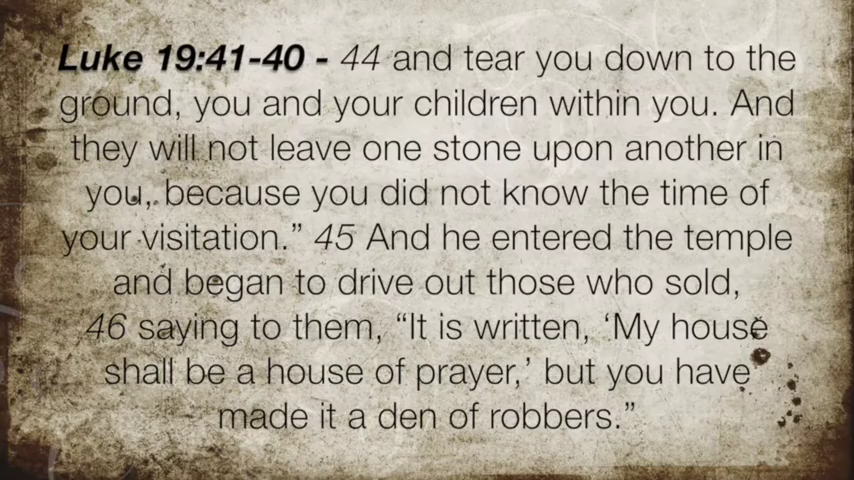 Luke 19:41-40 - 44 and tear you down to the
ground, you and your children within you. And
they will not leave one stone upon another in
you, because you did not know the time of
your visitation.” 45 And he entered the temple
and began to drive out those who sold,
46 saying to them, “It is written, ‘My house
shall be a house of prayer,’ but you have
made it a den of robbers.”